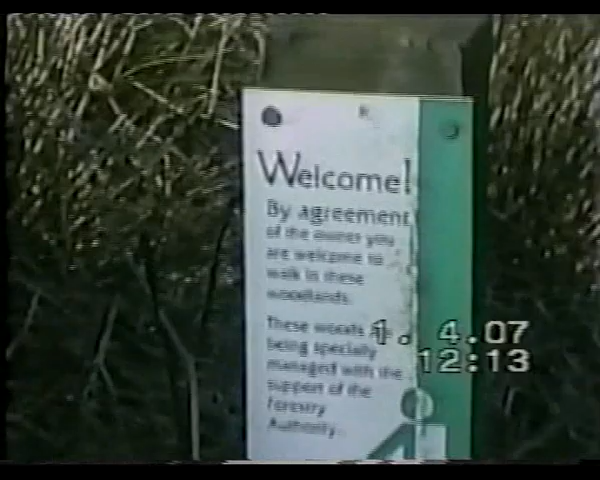 Welcome!
By agreement
of the owner you
are welcome to
walk in these
woodlands.
These woods
being specially
managed with the
support of the
Forestry
Authority.
1. 4.07
12:13